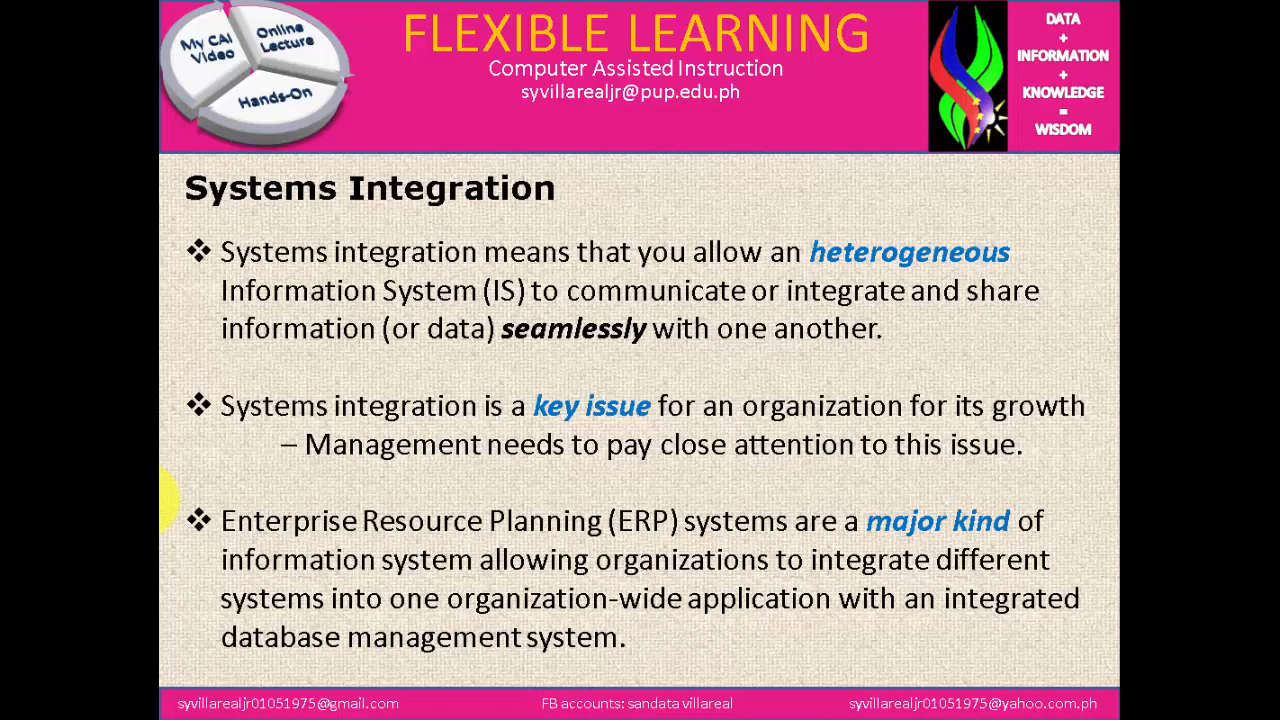 My CAI
Video
Online
Lecture
Hands-On
FLEXIBLE LEARNING
Computer Assisted Instruction
syvillarealjr@pup.edu.ph
DATA
+
INFORMATION
+
KNOWLEDGE
=
WISDOM
Systems Integration
❖ Systems integration means that you allow an heterogeneous
Information System (IS) to communicate or integrate and share
information (or data) seamlessly with one another.
❖ Systems integration is a key issue for an organization for its growth
– Management needs to pay close attention to this issue.
❖ Enterprise Resource Planning (ERP) systems are a major kind of
information system allowing organizations to integrate different
systems into one organization-wide application with an integrated
database management system.
syvillarealjr01051975@gmail.com
FB accounts: sandata villareal
syvillarealjr01051975@yahoo.com.ph